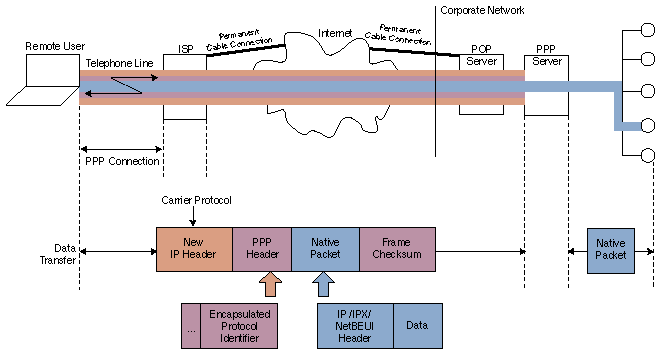 Corporate Network
Remote User
ISP
Permanent
Cable Connection
Internet
Permanent
Cable Connection
POP
Server
PPP
Server
Telephone Line
PPP Connection
Carrier Protocol
Data
Transfer
New
IP Header
PPP
Header
Native
Packet
Frame
Checksum
Native
Packet
...
Encapsulated
Protocol
Identifier
IP/IPX/
NetBEUI
Header
Data